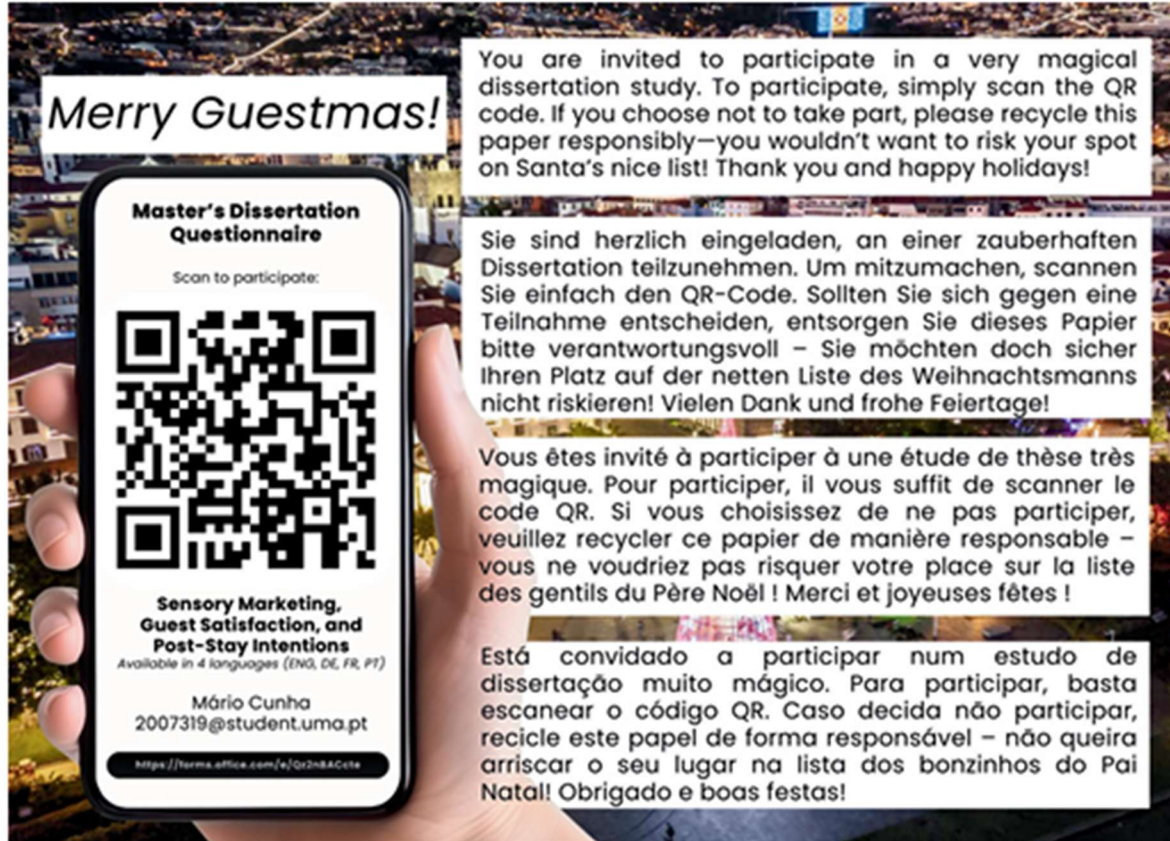 Merry Guestmas!
Master's Dissertation
Questionnaire
Scan to participate:
Sensory Marketing,
Guest Satisfaction, and
Post-Stay Intentions
Available in 4 languages (ENG, DE, FR, PT)
Mário Cunha
2007319@student.uma.pt
You are invited to participate in a very magical
dissertation study. To participate, simply scan the QR
code. If you choose not to take part, please recycle this
paper responsibly—you wouldn't want to risk your spot
on Santa's nice list! Thank you and happy holidays!
Sie sind herzlich eingeladen, an einer zauberhaften
Dissertation teilzunehmen. Um mitzumachen, scannen
Sie einfach den QR-Code. Sollten Sie sich gegen eine
Teilnahme entscheiden, entsorgen Sie dieses Papier
bitte verantwortungsvoll – Sie möchten doch sicher
Ihren Platz auf der netten Liste des Weihnachtsmanns
nicht riskieren! Vielen Dank und frohe Feiertage!
Vous êtes invité à participer à une étude de thèse très
magique. Pour participer, il vous suffit de scanner le
code QR. Si vous choisissez de ne pas participer,
veuillez recycler ce papier de manière responsable –
vous ne voudriez pas risquer votre place sur la liste
des gentils du Père Noël ! Merci et joyeuses fêtes !
Está convidado a participar num estudo de
dissertação muito mágico. Para participar, basta
escanear o código QR. Caso decida não participar,
recicle este papel de forma responsável – não queira
arriscar o seu lugar na lista dos bonzinhos do Pai
Natal! Obrigado e boas festas!